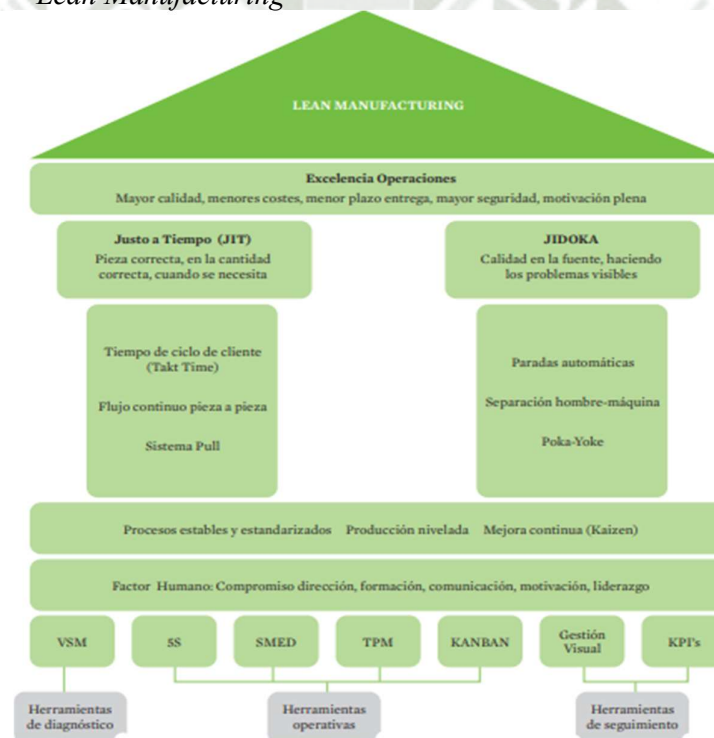 Lean Manufacturing
LEAN MANUFACTURING
Excelencia Operaciones
Mayor calidad, menores costes, menor plazo entrega, mayor seguridad, motivación plena
Justo a Tiempo (JIT)
Pieza correcta, en la cantidad
correcta, cuando se necesita
JIDOKA
Calidad en la fuente, haciendo
los problemas visibles
Tiempo de ciclo de cliente
(Takt Time)
Flujo continuo pieza a pieza
Sistema Pull
Paradas automáticas
Separación hombre-máquina
Poka-Yoke
Procesos estables y estandarizados Producción nivelada Mejora continua (Kaizen)
Factor Humano: Compromiso dirección, formación, comunicación, motivación, liderazgo
VSM
5S
SMED
TPM
KANBAN
Gestión
Visual
KPI's
Herramientas
de diagnóstico
Herramientas
operativas
Herramientas
de seguimiento